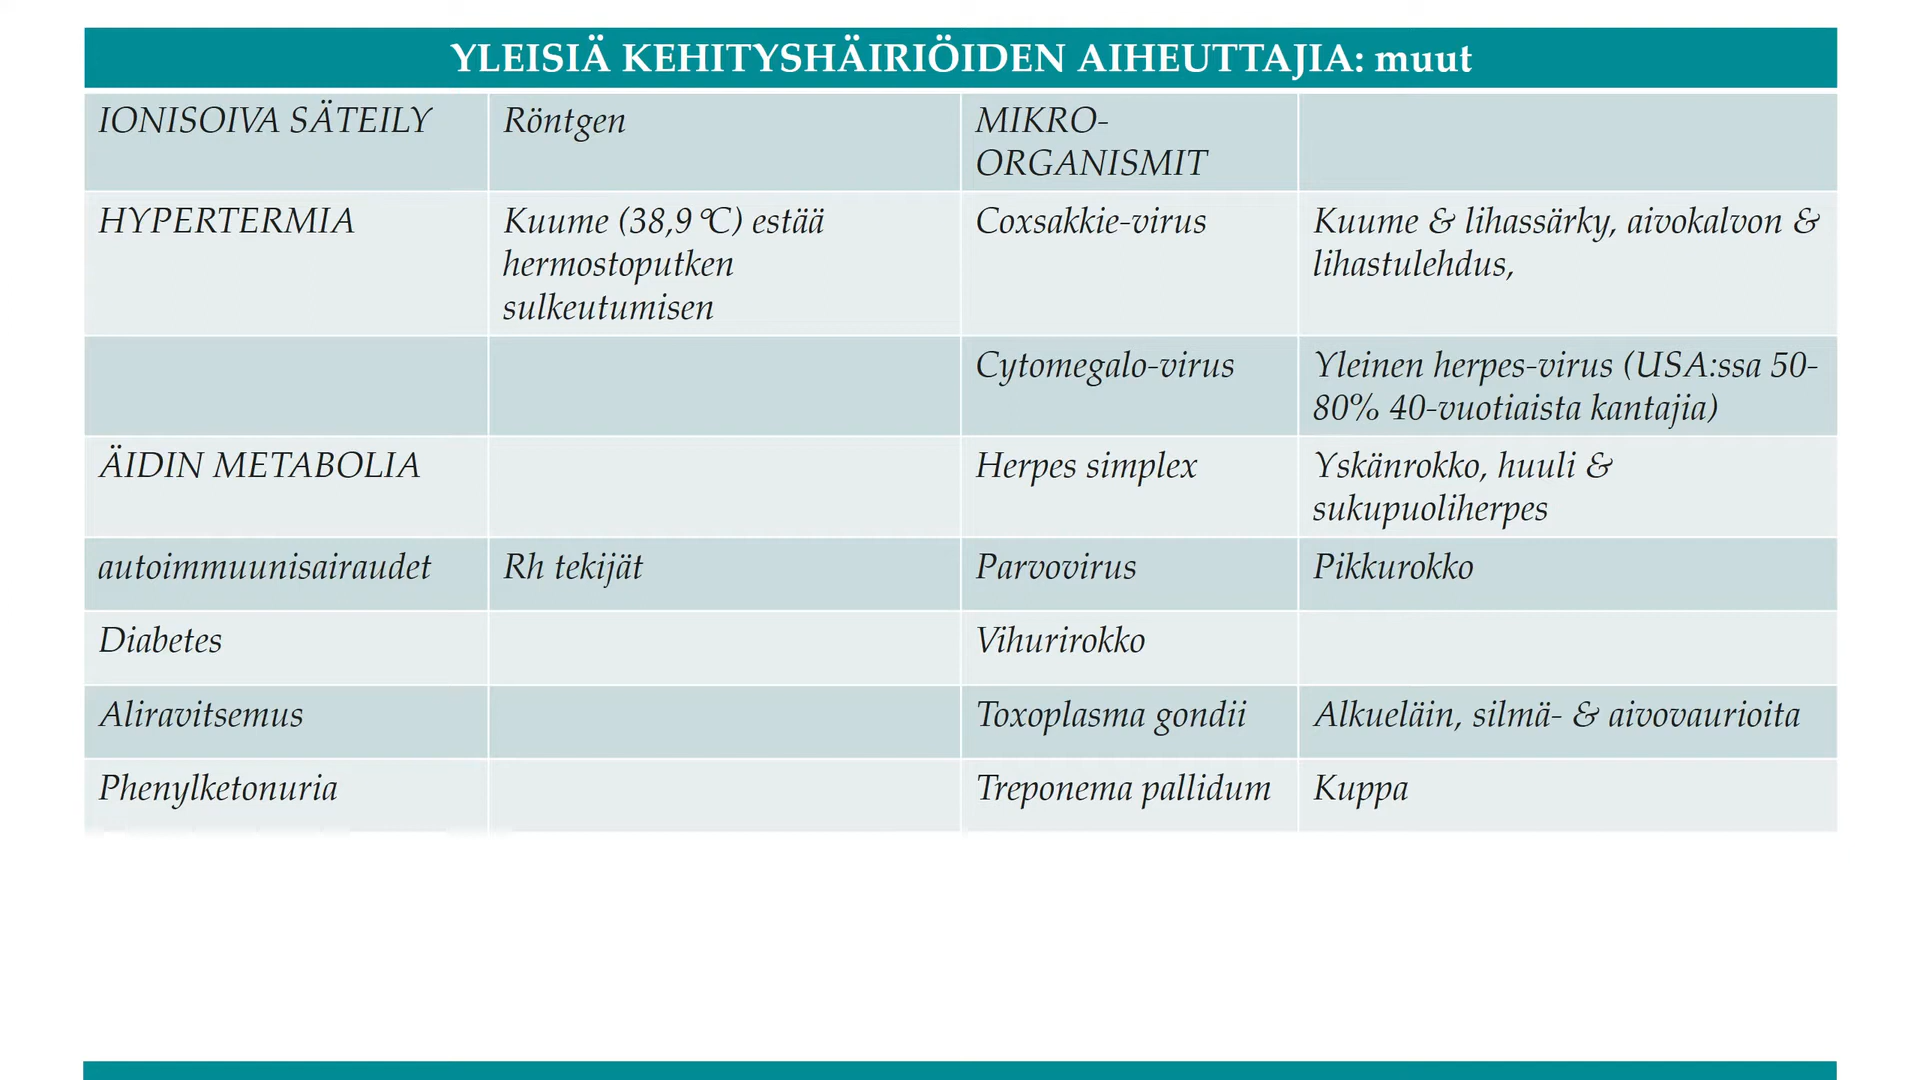 YLEISIÄ KEHITYSHÄIRIÖIDEN AIHEUTTAJIA: muut
IONISOIVA SÄTEILY
Röntgen
MIKRO-
ORGANISMIT
HYPERTERMIA
Kuume (38,9 °C) estää
hermostoputken
sulkeutumisen
Coxsakkie-virus
Kuume & lihassärky, aivokalvon &
lihastulehdus,
Cytomegalo-virus
Yleinen herpes-virus (USA:ssa 50-
80% 40-vuotiaista kantajia)
ÄIDIN METABOLIA
Herpes simplex
Yskänrokko, huuli &
sukupuoliherpes
autoimmuunisairaudet
Rh tekijät
Parvovirus
Pikkurokko
Diabetes
Vihurirokko
Aliravitsemus
Toxoplasma gondii
Alkueläin, silmä- & aivovaurioita
Phenylketonuria
Treponema pallidum
Kuppa